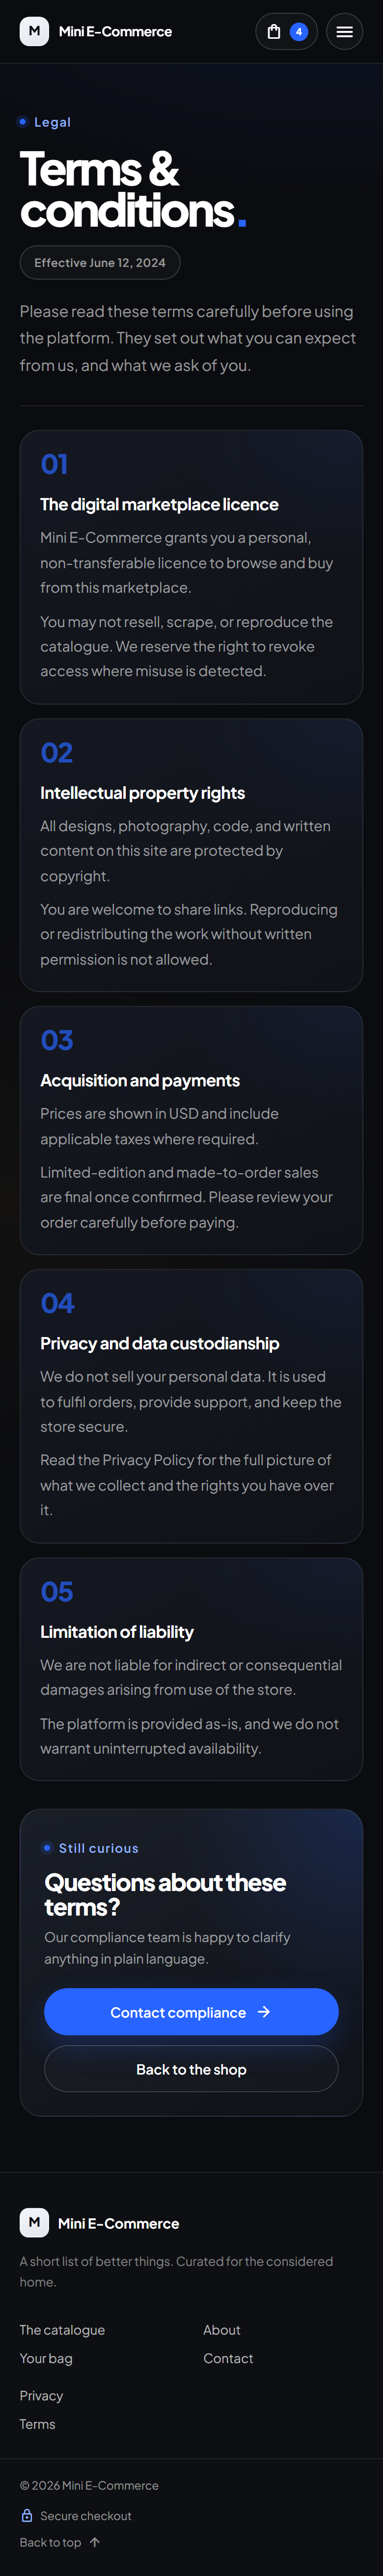 M Mini E-Commerce 4
Legal
Terms &
conditions.
Effective June 12, 2024
Please read these terms carefully before using
the platform. They set out what you can expect
from us, and what we ask of you.
01
The digital marketplace licence
Mini E-Commerce grants you a personal,
non-transferable licence to browse and buy
from this marketplace.
You may not resell, scrape, or reproduce the
catalogue. We reserve the right to revoke
access where misuse is detected.
02
Intellectual property rights
All designs, photography, code, and written
content on this site are protected by
copyright.
You are welcome to share links. Reproducing
or redistributing the work without written
permission is not allowed.
03
Acquisition and payments
Prices are shown in USD and include
applicable taxes where required.
Limited-edition and made-to-order sales
are final once confirmed. Please review your
order carefully before paying.
04
Privacy and data custodianship
We do not sell your personal data. It is used
to fulfil orders, provide support, and keep the
store secure.
Read the Privacy Policy for the full picture of
what we collect and the rights you have over
it.
05
Limitation of liability
We are not liable for indirect or consequential
damages arising from use of the store.
The platform is provided as-is, and we do not
warrant uninterrupted availability.
Still curious
Questions about these
terms?
Our compliance team is happy to clarify
anything in plain language.
Contact compliance
Back to the shop
M Mini E-Commerce
A short list of better things. Curated for the considered
home.
The catalogue About
Your bag Contact
Privacy
Terms
© 2026 Mini E-Commerce
Secure checkout
Back to top